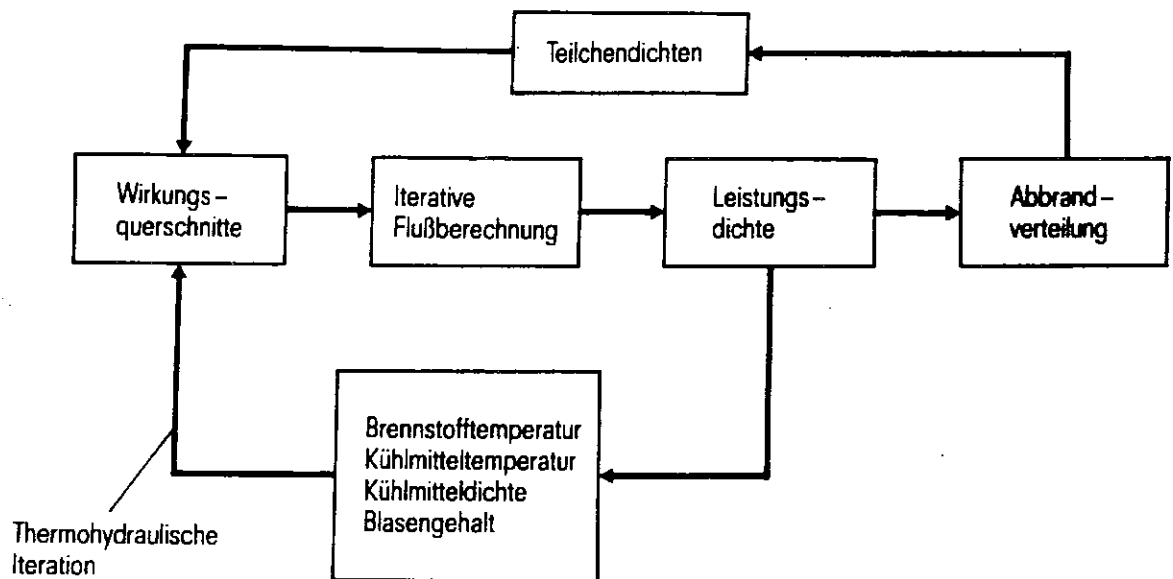 Teilchendichten
Wirkungs-
querschnitte
Iterative
Flußberechnung
Leistungs-
dichte
Abbrand-
verteilung
Brennstofftemperatur
Kühlmitteltemperatur
Kühlmitteldichte
Blasengehalt
Thermohydraulische
Iteration